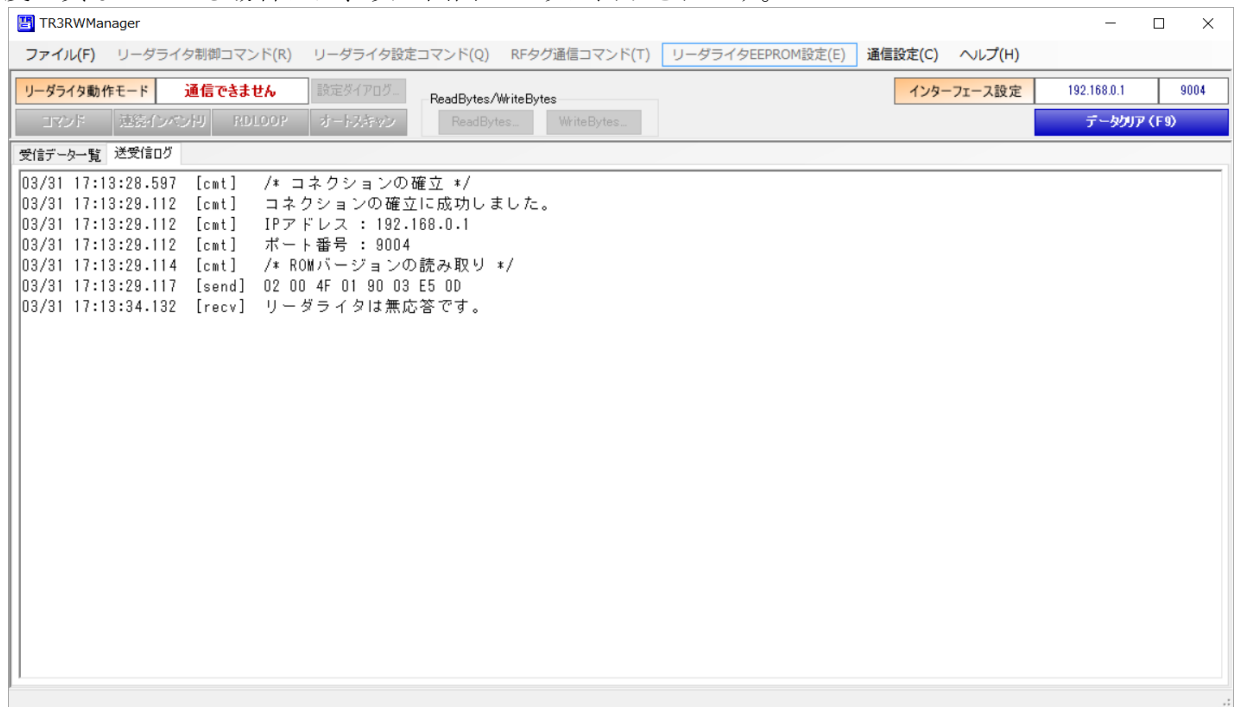 TR3RWManager
ファイル(F) リーダライタ制御コマンド(R) リーダライタ設定コマンド(Q) RFタグ通信コマンド(T) リーダライタEEPROM設定(E) 通信設定(C) ヘルプ(H)
リーダライタ動作モード 通信できません 設定ダイアログ... インターフェース設定 192.168.0.1 9004
ReadBytes/WriteBytes
コマンド 連続インベントリ RDLOOP オートスキャン ReadBytes... WriteBytes... データクリア(F9)
受信データ一覧 送受信ログ
03/31 17:13:28.597 [cmt] /* コネクションの確立 */
03/31 17:13:29.112 [cmt] コネクションの確立に成功しました。
03/31 17:13:29.112 [cmt] IPアドレス : 192.168.0.1
03/31 17:13:29.112 [cmt] ポート番号 : 9004
03/31 17:13:29.114 [cmt] /* ROMバージョンの読み取り */
03/31 17:13:29.117 [send] 02 00 4F 01 90 03 E5 0D
03/31 17:13:34.132 [recv] リーダライタは無応答です。